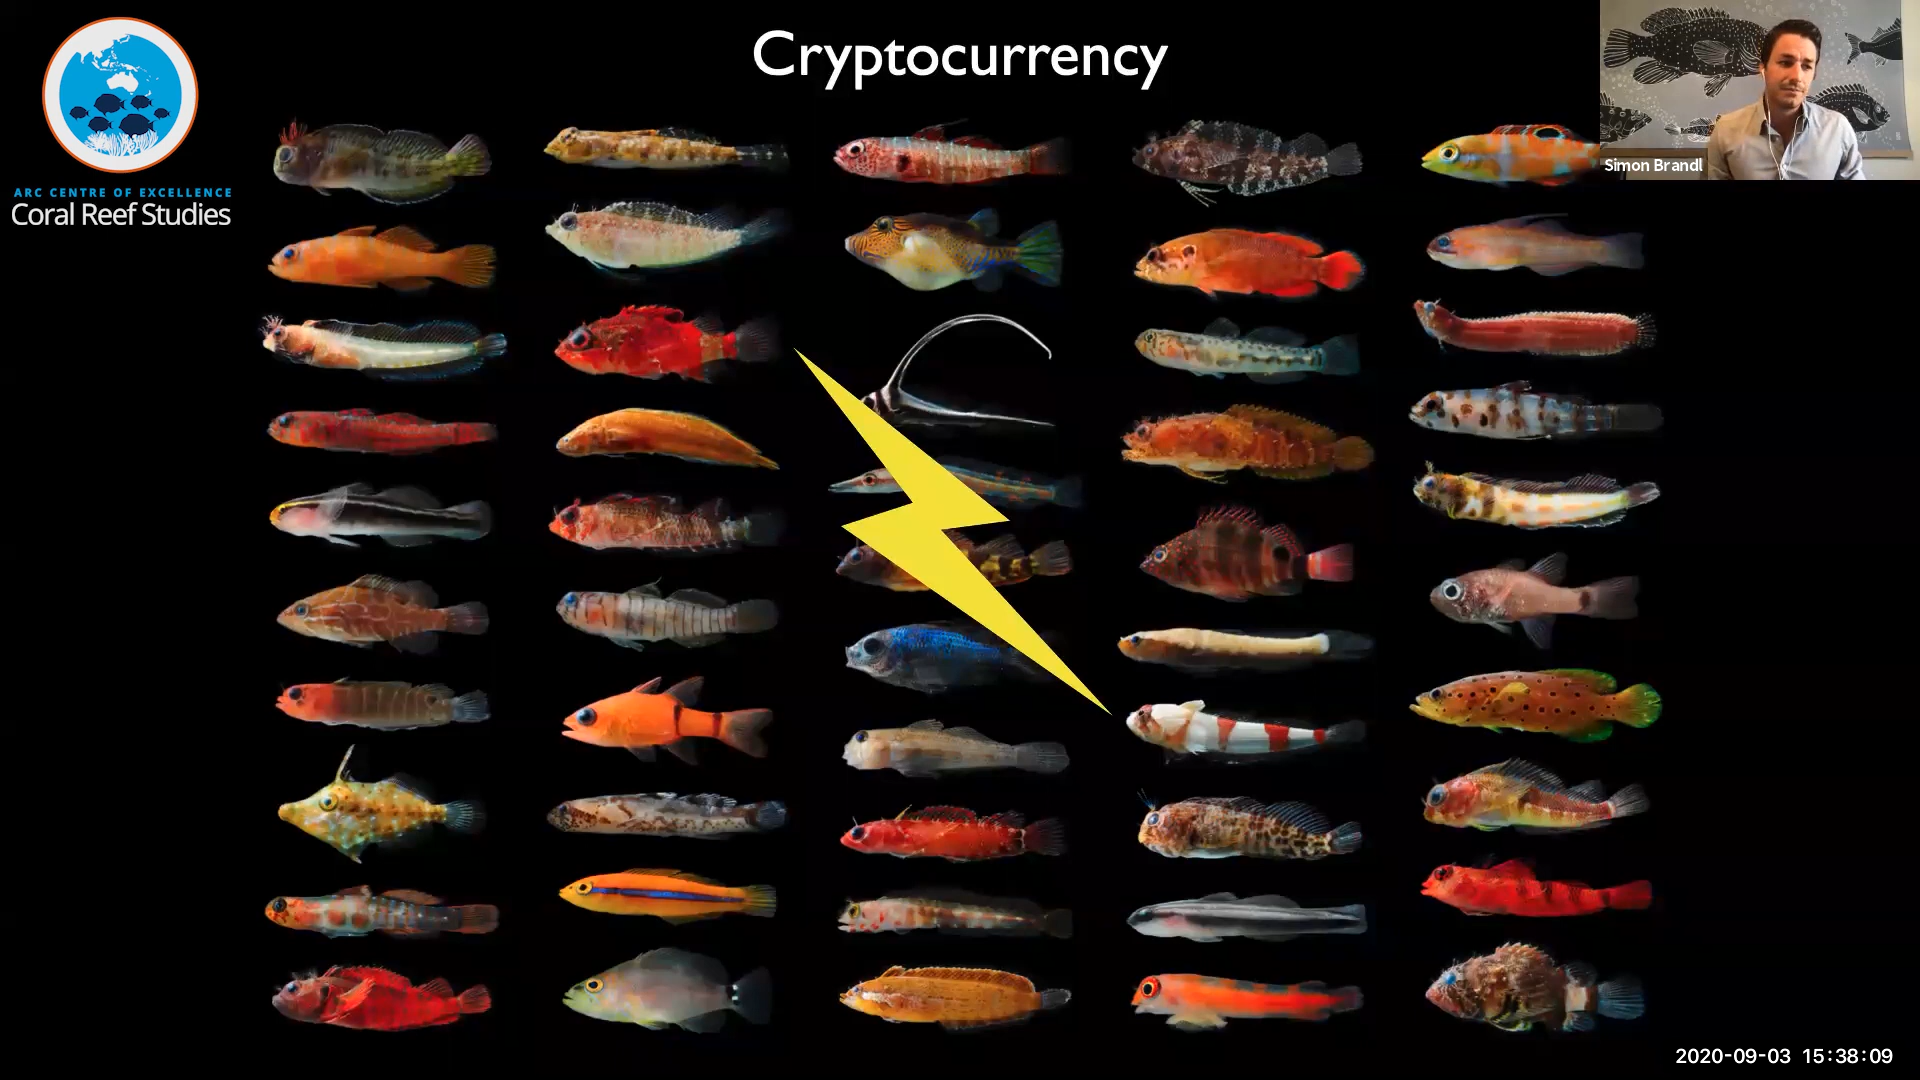 Cryptocurrency
ARC CENTRE OF EXCELLENCE
Coral Reef Studies
Simon Brandl
2020-09-03 15:38:09